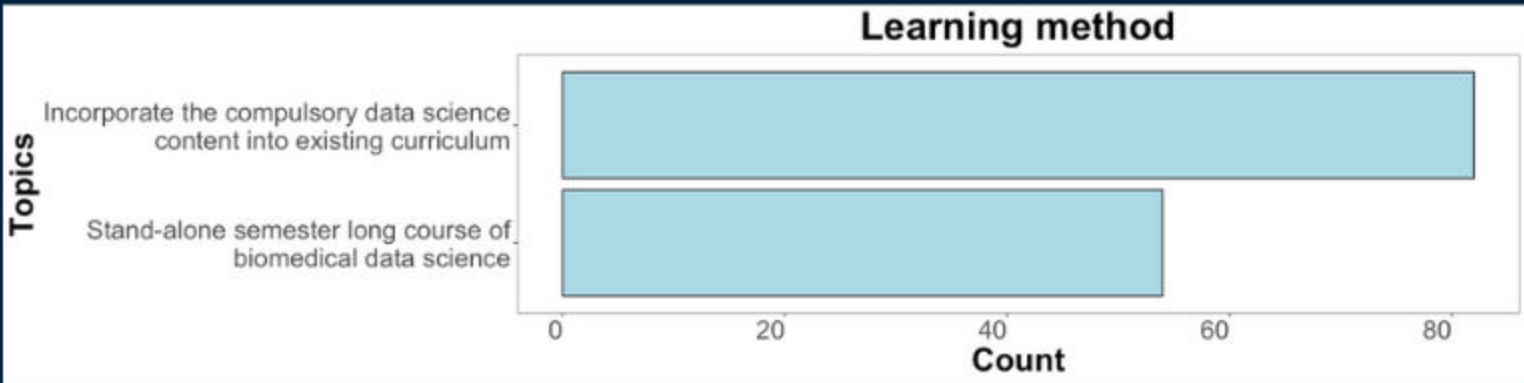 Learning method
Topics
Incorporate the compulsory data science
content into existing curriculum
Stand-alone semester long course of
biomedical data science
0 20 40 60 80
Count